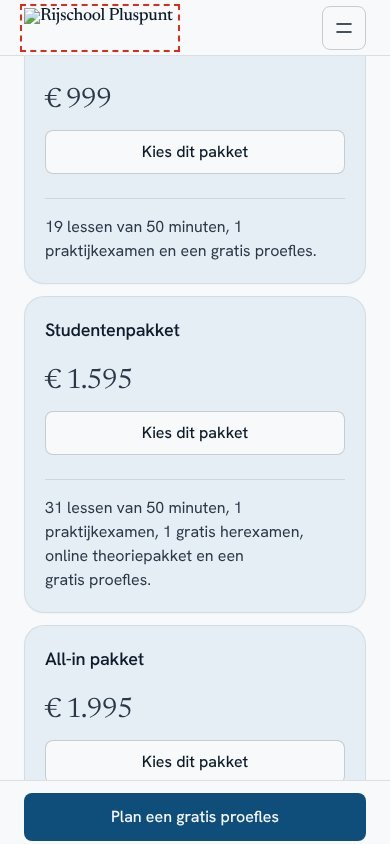 Rijschool Pluspunt
€ 999
Kies dit pakket
19 lessen van 50 minuten, 1
praktijkexamen en een gratis proefles.
Studentenpakket
€ 1.595
Kies dit pakket
31 lessen van 50 minuten, 1
praktijkexamen, 1 gratis herexamen,
online theoriepakket en een
gratis proefles.
All-in pakket
€ 1.995
Kies dit pakket
Plan een gratis proefles